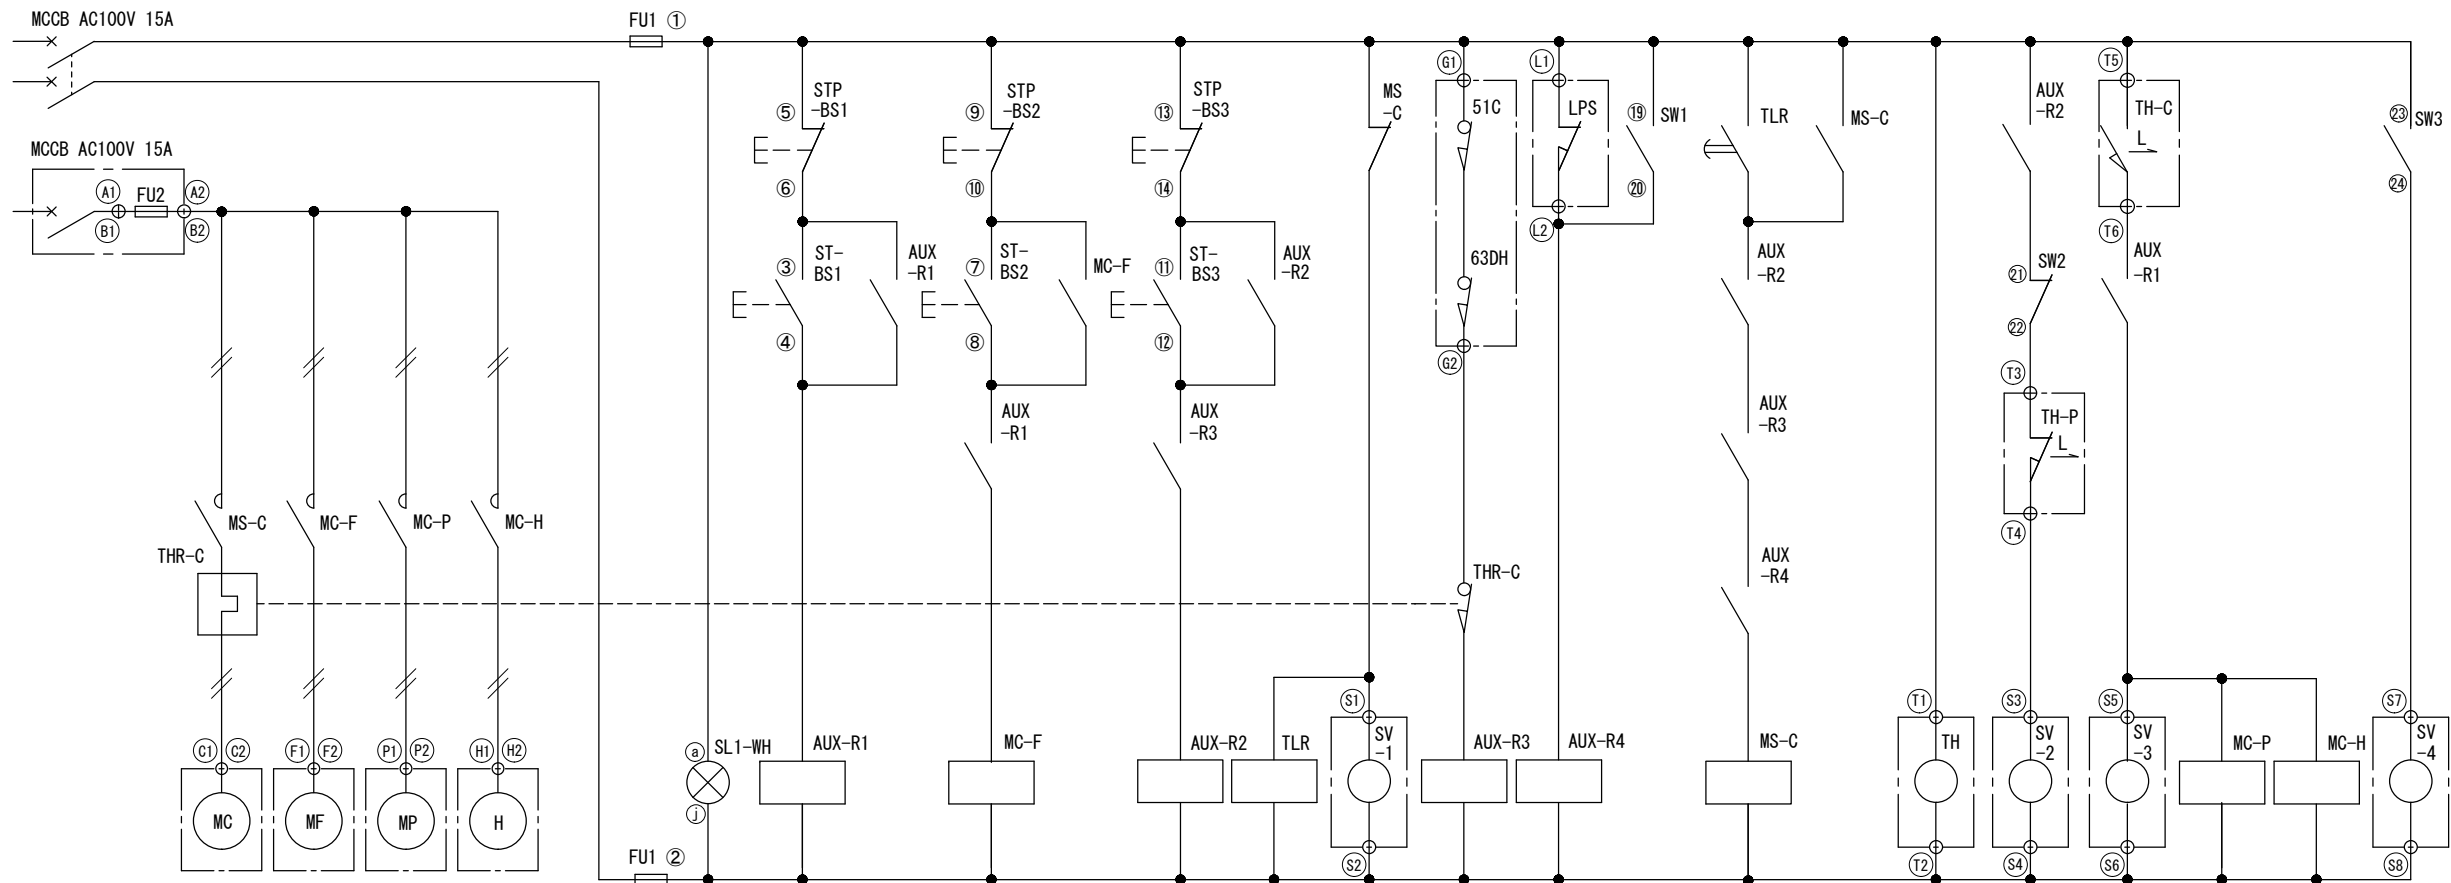 MCCB AC100V 15A
FU1 ①
MCCB AC100V 15A
A1
FU2
A2
B1
B2
MS-C
MC-F
MC-P
MC-H
THR-C
C1 C2
F1 F2
P1 P2
H1 H2
MC
MF
MP
H
FU1 ②
a
SL1-WH
j
STP
-BS1
⑤
⑥
③
ST-
BS1
④
AUX
-R1
AUX-R1
STP
-BS2
⑨
⑩
⑦
ST-
BS2
⑧
MC-F
AUX
-R1
MC-F
STP
-BS3
⑬
⑭
⑪
ST-
BS3
⑫
AUX
-R2
AUX
-R3
AUX-R2
TLR
MS
-C
S1
SV
-1
S2
G1
51C
63DH
G2
THR-C
AUX-R3
L1
LPS
L2
⑲
SW1
⑳
AUX-R4
TLR
MS-C
AUX
-R2
AUX
-R3
AUX
-R4
MS-C
T1
TH
T2
AUX
-R2
㉑
SW2
㉒
T3
TH-P
L
T4
S3
SV
-2
S4
T5
TH-C
L
T6
AUX
-R1
S5
SV
-3
S6
MC-P
MC-H
㉓
SW3
㉔
S7
SV
-4
S8